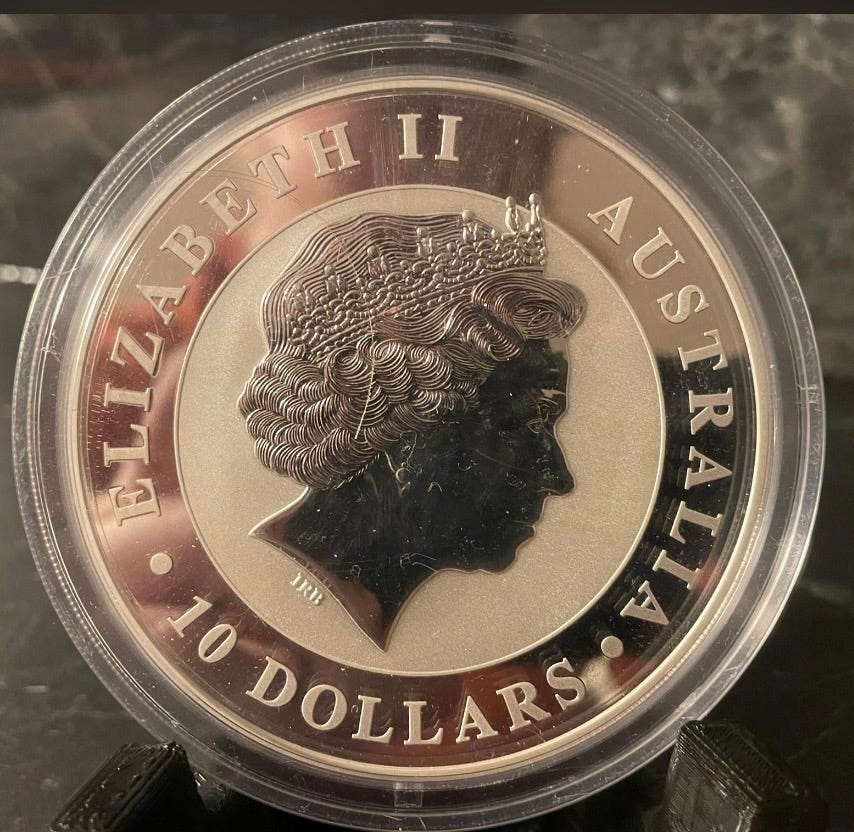 ELIZABETH II
AUSTRALIA
10 DOLLARS
IRB